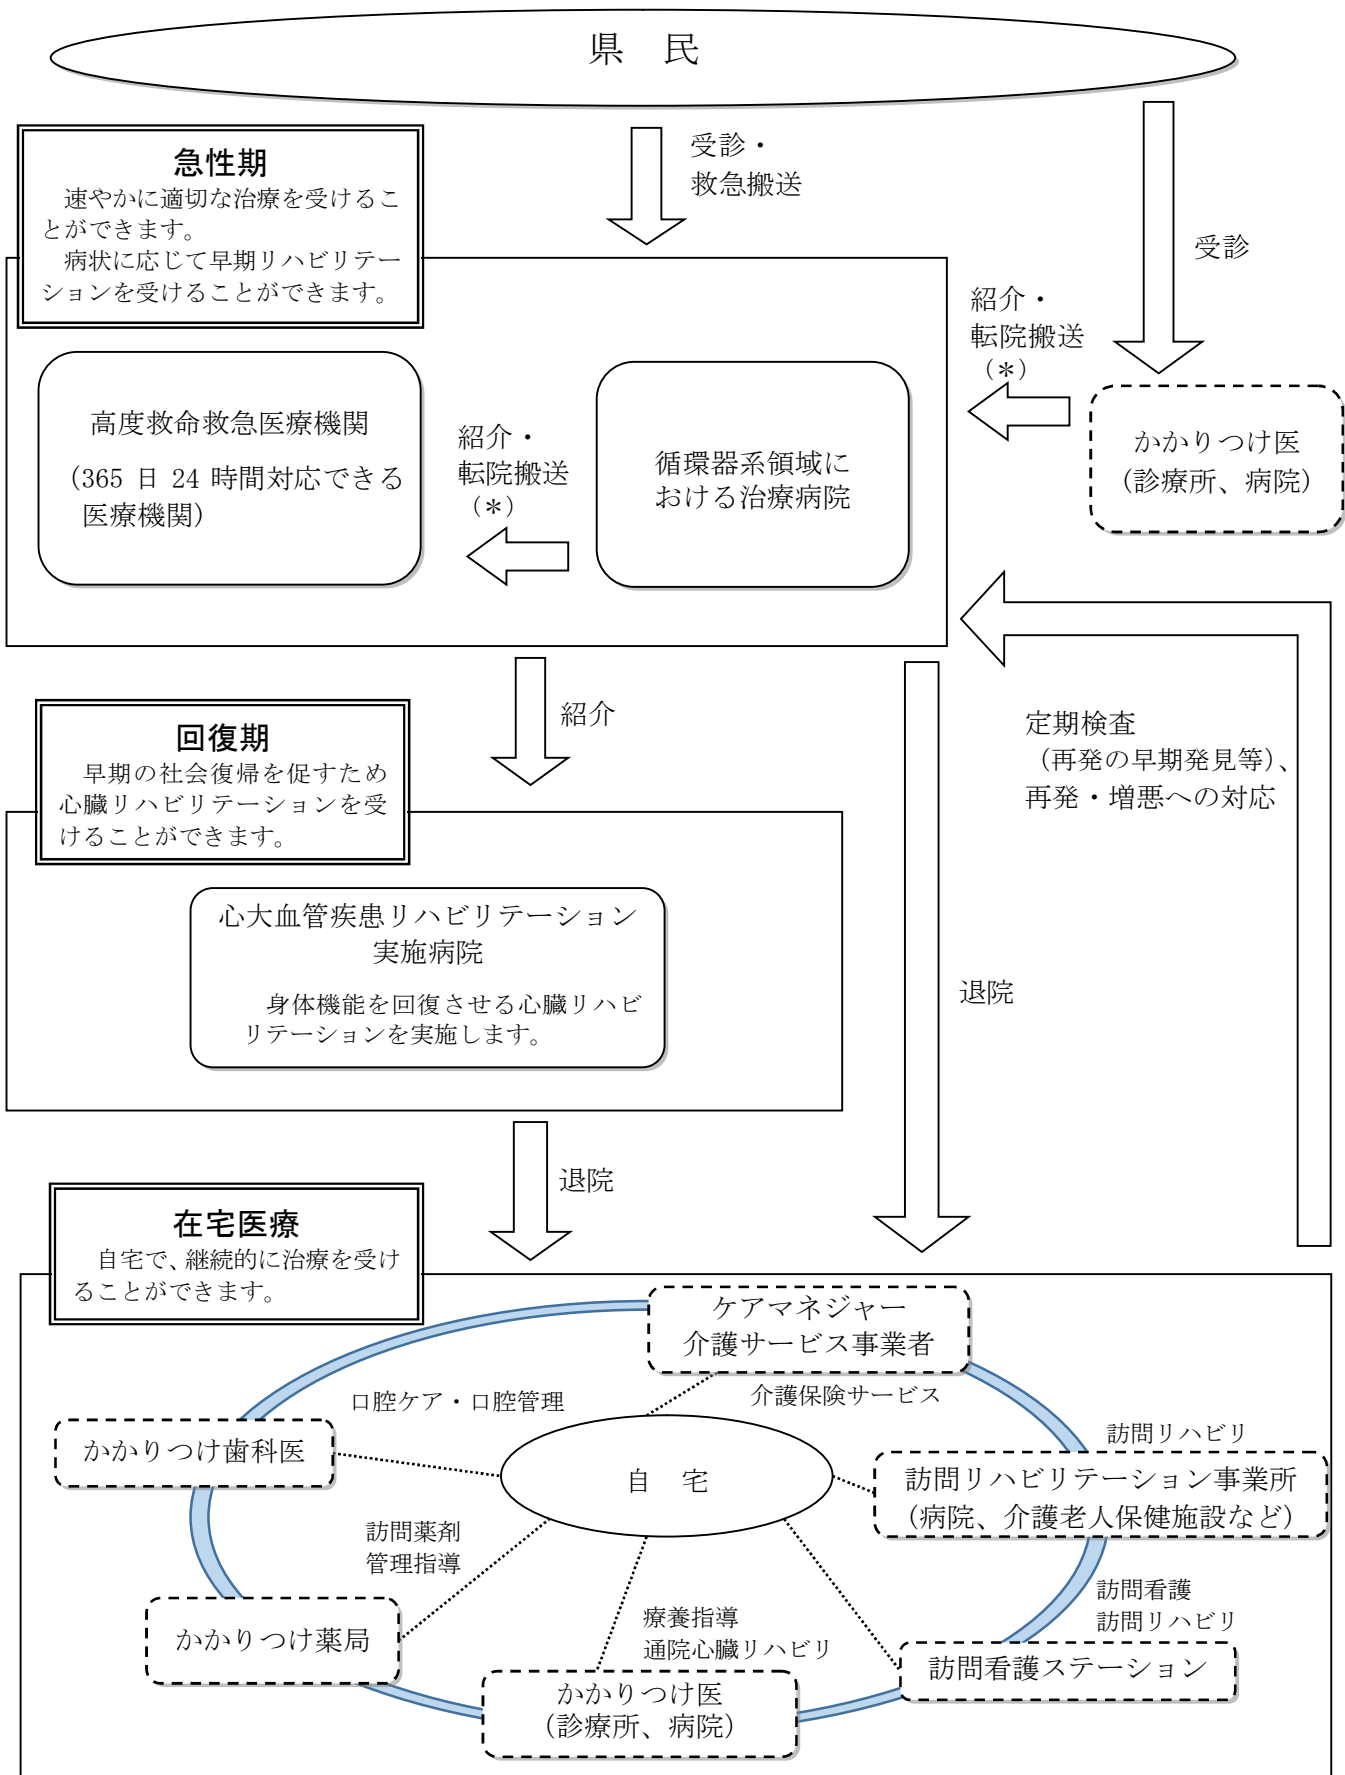 県　民
急性期
速やかに適切な治療を受けるこ
とができます。
病状に応じて早期リハビリテー
ションを受けることができます。
受診・
救急搬送
受診
紹介・
転院搬送
（＊）
高度救命救急医療機関
（365 日 24 時間対応できる
医療機関）
紹介・
転院搬送
（＊）
循環器系領域に
おける治療病院
かかりつけ医
（診療所、病院）
回復期
早期の社会復帰を促すため
心臓リハビリテーションを受
けることができます。
紹介
定期検査
（再発の早期発見等）、
再発・増悪への対応
心大血管疾患リハビリテーション
実施病院
身体機能を回復させる心臓リハビ
リテーションを実施します。
退院
退院
在宅医療
自宅で、継続的に治療を受け
ることができます。
ケアマネジャー
介護サービス事業者
口腔ケア・口腔管理
介護保険サービス
かかりつけ歯科医
自　宅
訪問リハビリ
訪問リハビリテーション事業所
（病院、介護老人保健施設など）
訪問薬剤
管理指導
訪問看護
訪問リハビリ
かかりつけ薬局
療養指導
通院心臓リハビリ
訪問看護ステーション
かかりつけ医
（診療所、病院）